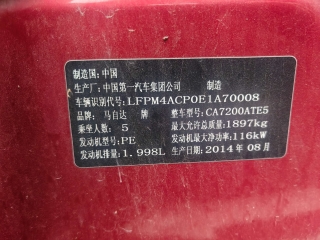 制造国:中国
生产厂:中国第一汽车集团公司 制造
车辆识别代号:LFPM4ACP0E1A70008
品牌:马自达 牌 整车型号:CA7200ATE5
乘坐人数:5 最大允许总质量:1897kg
发动机型号:PE 发动机最大净功率:116kW
发动机排量:1.998L 生产日期:2014年08月